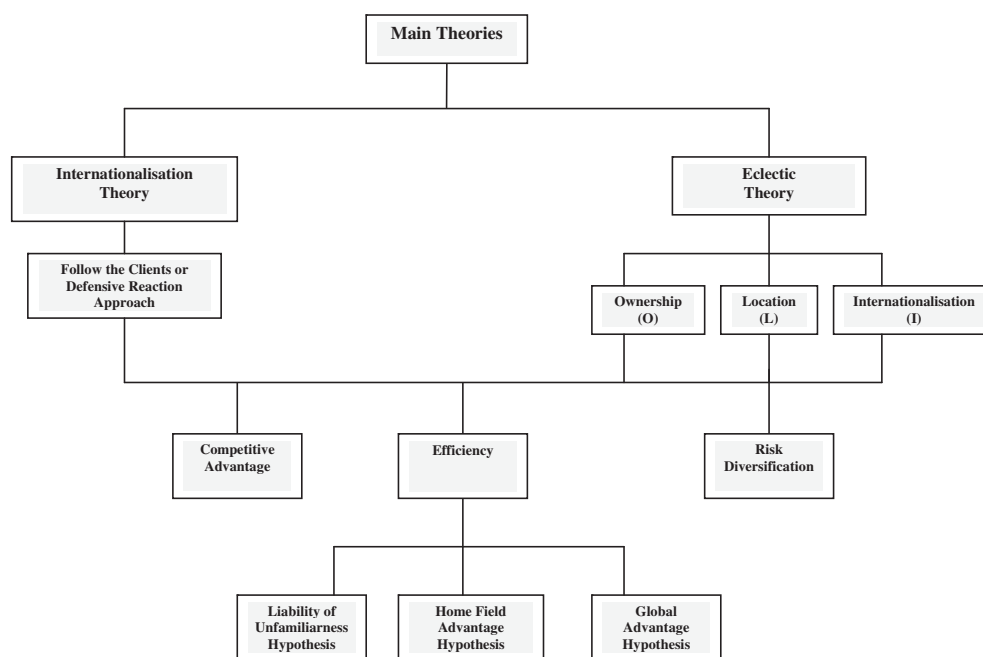 Main Theories
Internationalisation
Theory
Eclectic
Theory
Follow the Clients or
Defensive Reaction
Approach
Ownership
(O)
Location
(L)
Internationalisation
(I)
Competitive
Advantage
Efficiency
Risk
Diversification
Liability of
Unfamiliarness
Hypothesis
Home Field
Advantage
Hypothesis
Global
Advantage
Hypothesis